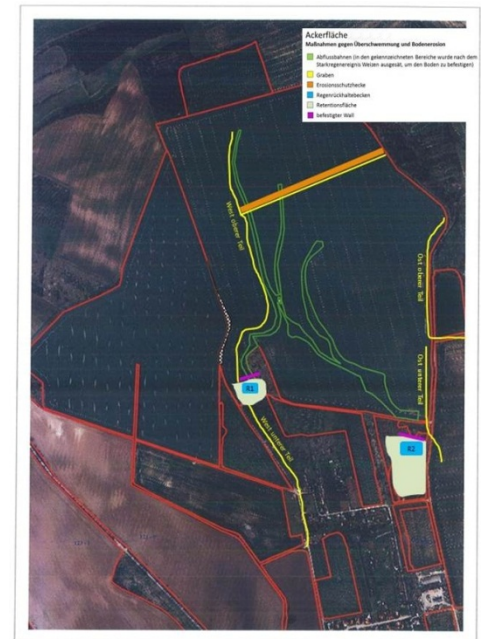 Ackerfläche
Maßnahmen gegen Überschwemmung und Bodenerosion
Abflussbahnen (in den gekennzeichneten Bereiche wurde nach dem
Starkregenereignis Weizen ausgesät, um den Boden zu befestigen)
Graben
Erosionsschutzhecke
Regenrückhaltebecken
Retentionsfläche
befestigter Wall
West oberer Teil
Ost oberer Teil
Ost unterer Teil
R1
West unterer Teil
R2